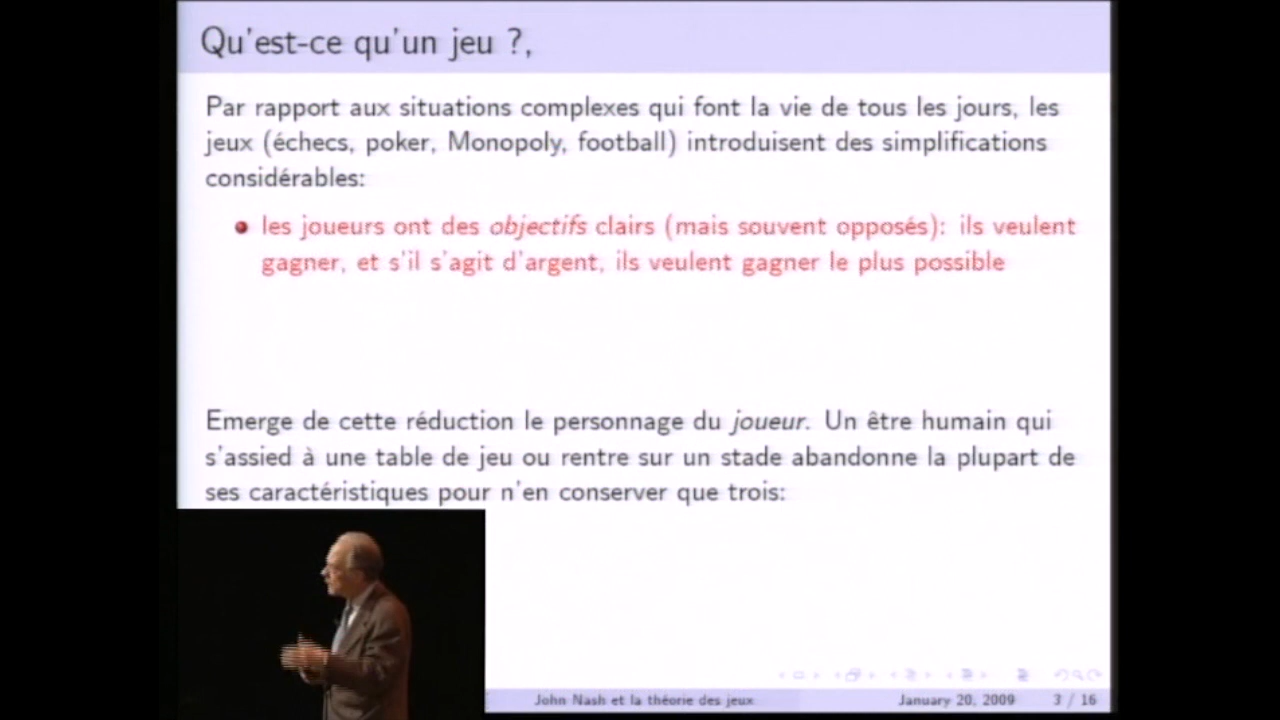 Qu'est-ce qu'un jeu ?,
Par rapport aux situations complexes qui font la vie de tous les jours, les
jeux (échecs, poker, Monopoly, football) introduisent des simplifications
considérables:
les joueurs ont des objectifs clairs (mais souvent opposés): ils veulent
gagner, et s'il s'agit d'argent, ils veulent gagner le plus possible
Emerge de cette réduction le personnage du joueur. Un être humain qui
s'assied à une table de jeu ou rentre sur un stade abandonne la plupart de
ses caractéristiques pour n'en conserver que trois:
John Nash et la théorie des jeux January 20, 2009 3 / 16